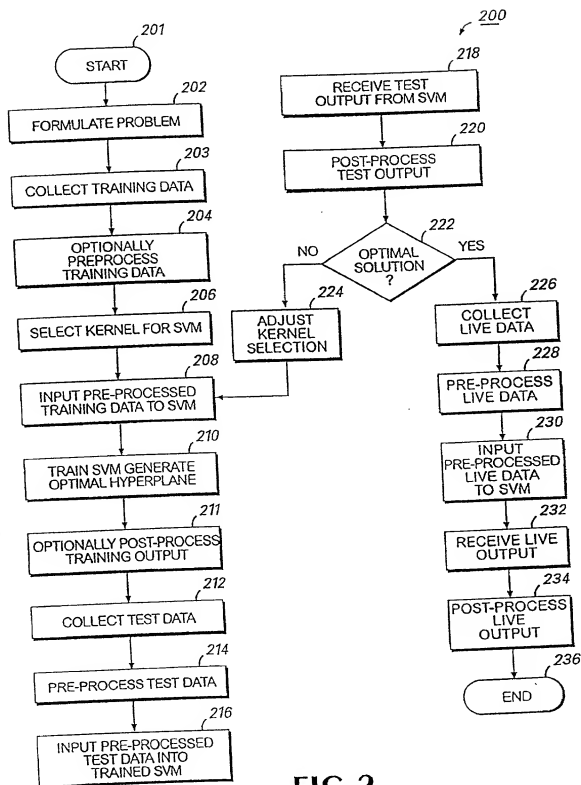 200
201
START
202
FORMULATE PROBLEM
203
COLLECT TRAINING DATA
204
OPTIONALLY
PREPROCESS
TRAINING DATA
206
SELECT KERNEL FOR SVM
208
INPUT PRE-PROCESSED
TRAINING DATA TO SVM
210
TRAIN SVM GENERATE
OPTIMAL HYPERPLANE
211
OPTIONALLY POST-PROCESS
TRAINING OUTPUT
212
COLLECT TEST DATA
214
PRE-PROCESS TEST DATA
216
INPUT PRE-PROCESSED
TEST DATA INTO
TRAINED SVM
218
RECEIVE TEST
OUTPUT FROM SVM
220
POST-PROCESS
TEST OUTPUT
222
OPTIMAL
SOLUTION
?
NO
YES
224
ADJUST
KERNEL
SELECTION
226
COLLECT
LIVE DATA
228
PRE-PROCESS
LIVE DATA
230
INPUT
PRE-PROCESSED
LIVE DATA
TO SVM
232
RECEIVE LIVE
OUTPUT
234
POST-PROCESS
LIVE
OUTPUT
236
END
FIG 2